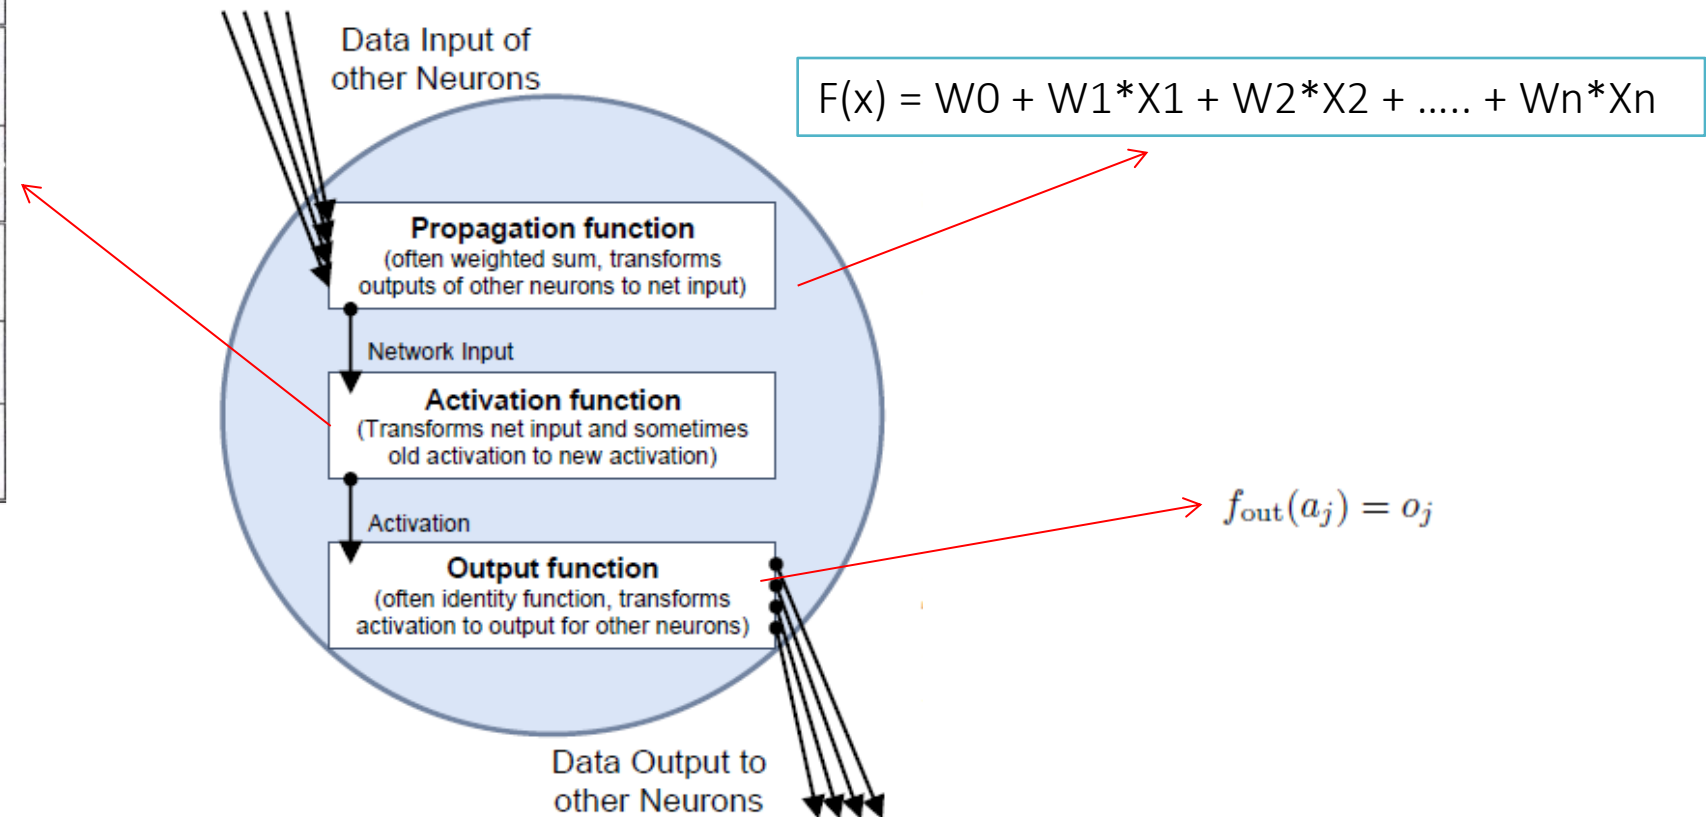 Data Input of
other Neurons
F(x) = W0 + W1*X1 + W2*X2 + ..... + Wn*Xn
Propagation function
(often weighted sum, transforms
outputs of other neurons to net input)
Network Input
Activation function
(Transforms net input and sometimes
old activation to new activation)
Activation
Output function
(often identity function, transforms
activation to output for other neurons)
f_out(a_j) = o_j
Data Output to
other Neurons